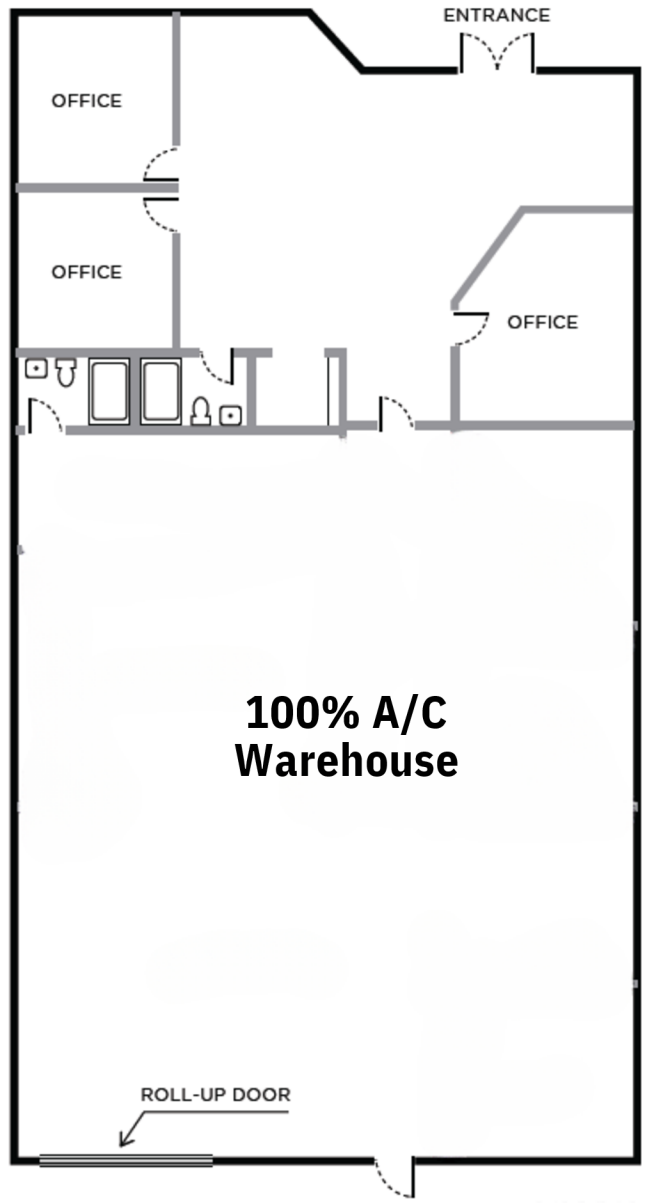 ENTRANCE
OFFICE
OFFICE
OFFICE
100% A/C
Warehouse
ROLL-UP DOOR